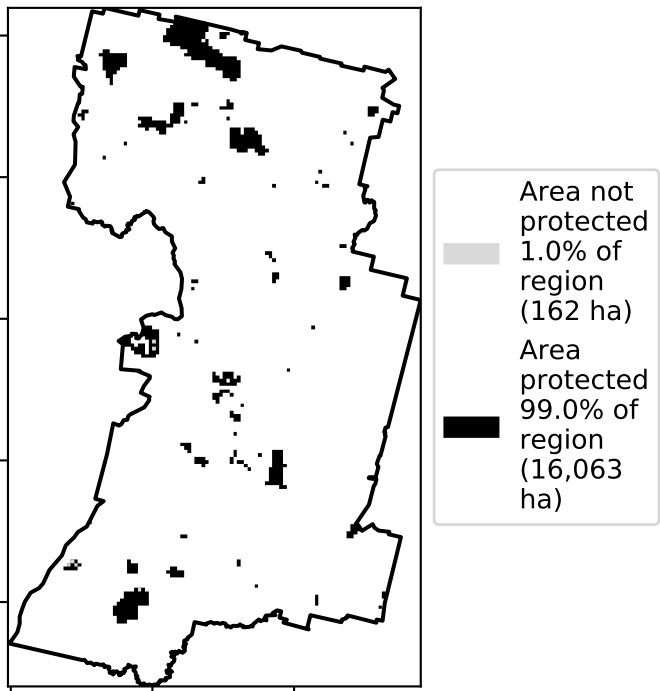 Area not
protected
1.0% of
region
(162 ha)
Area
protected
99.0% of
region
(16,063
ha)